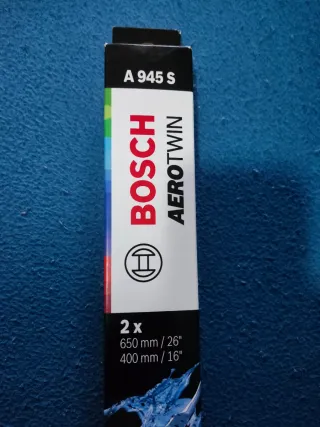 A 945 S
BOSCH
AEROTWIN
2 x
650 mm / 26"
400 mm / 16"